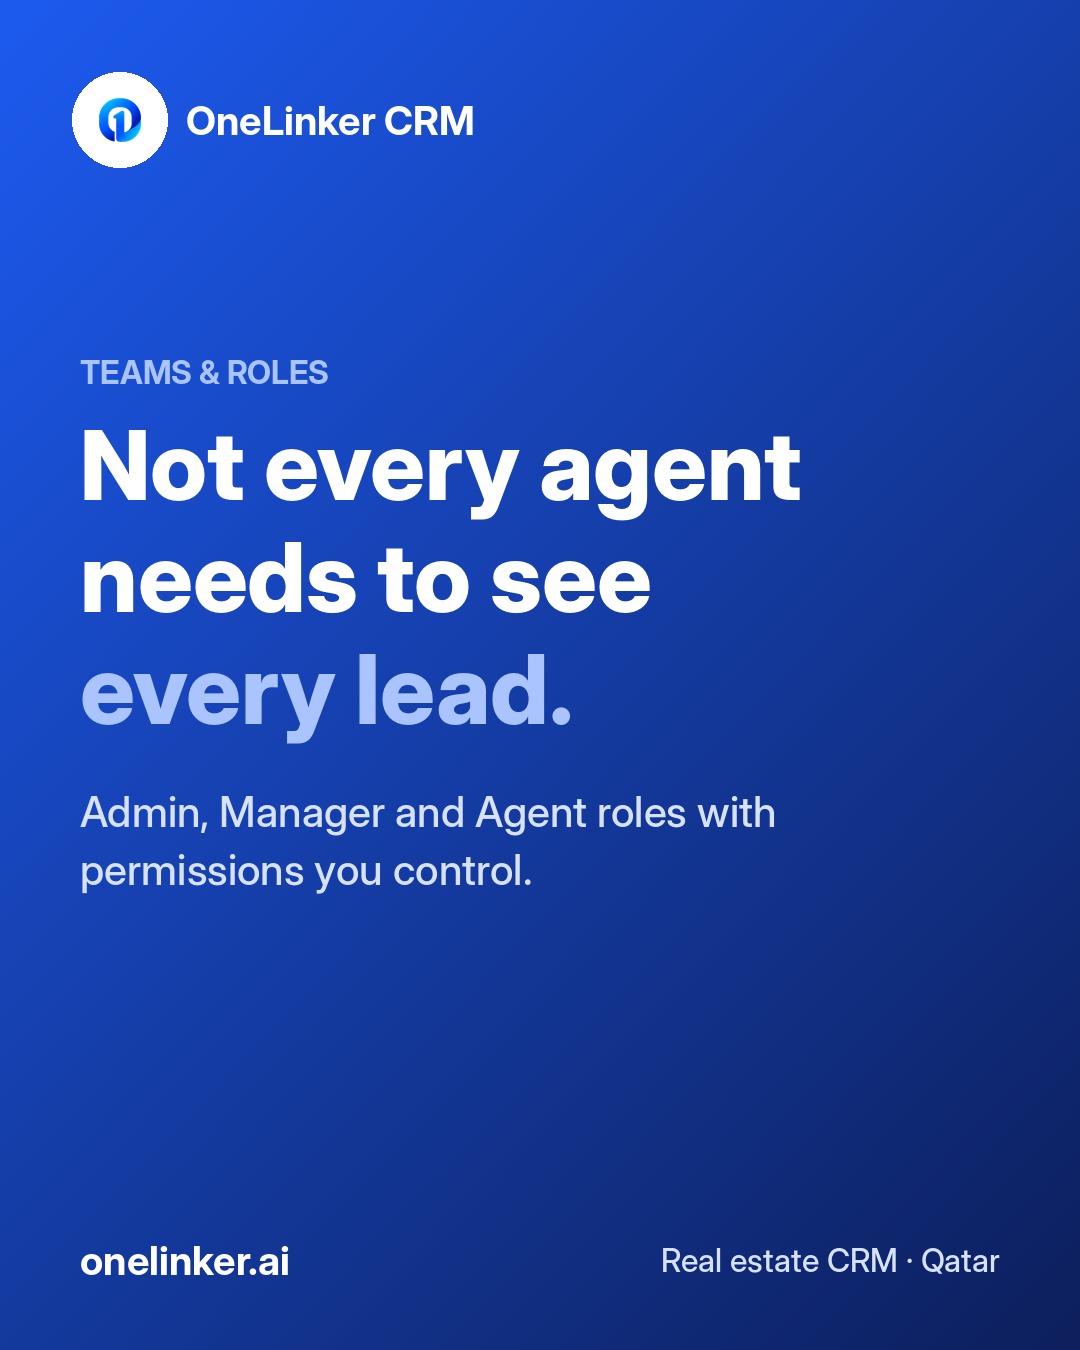 OneLinker CRM
TEAMS & ROLES
Not every agent
needs to see
every lead.
Admin, Manager and Agent roles with
permissions you control.
onelinker.ai
Real estate CRM · Qatar